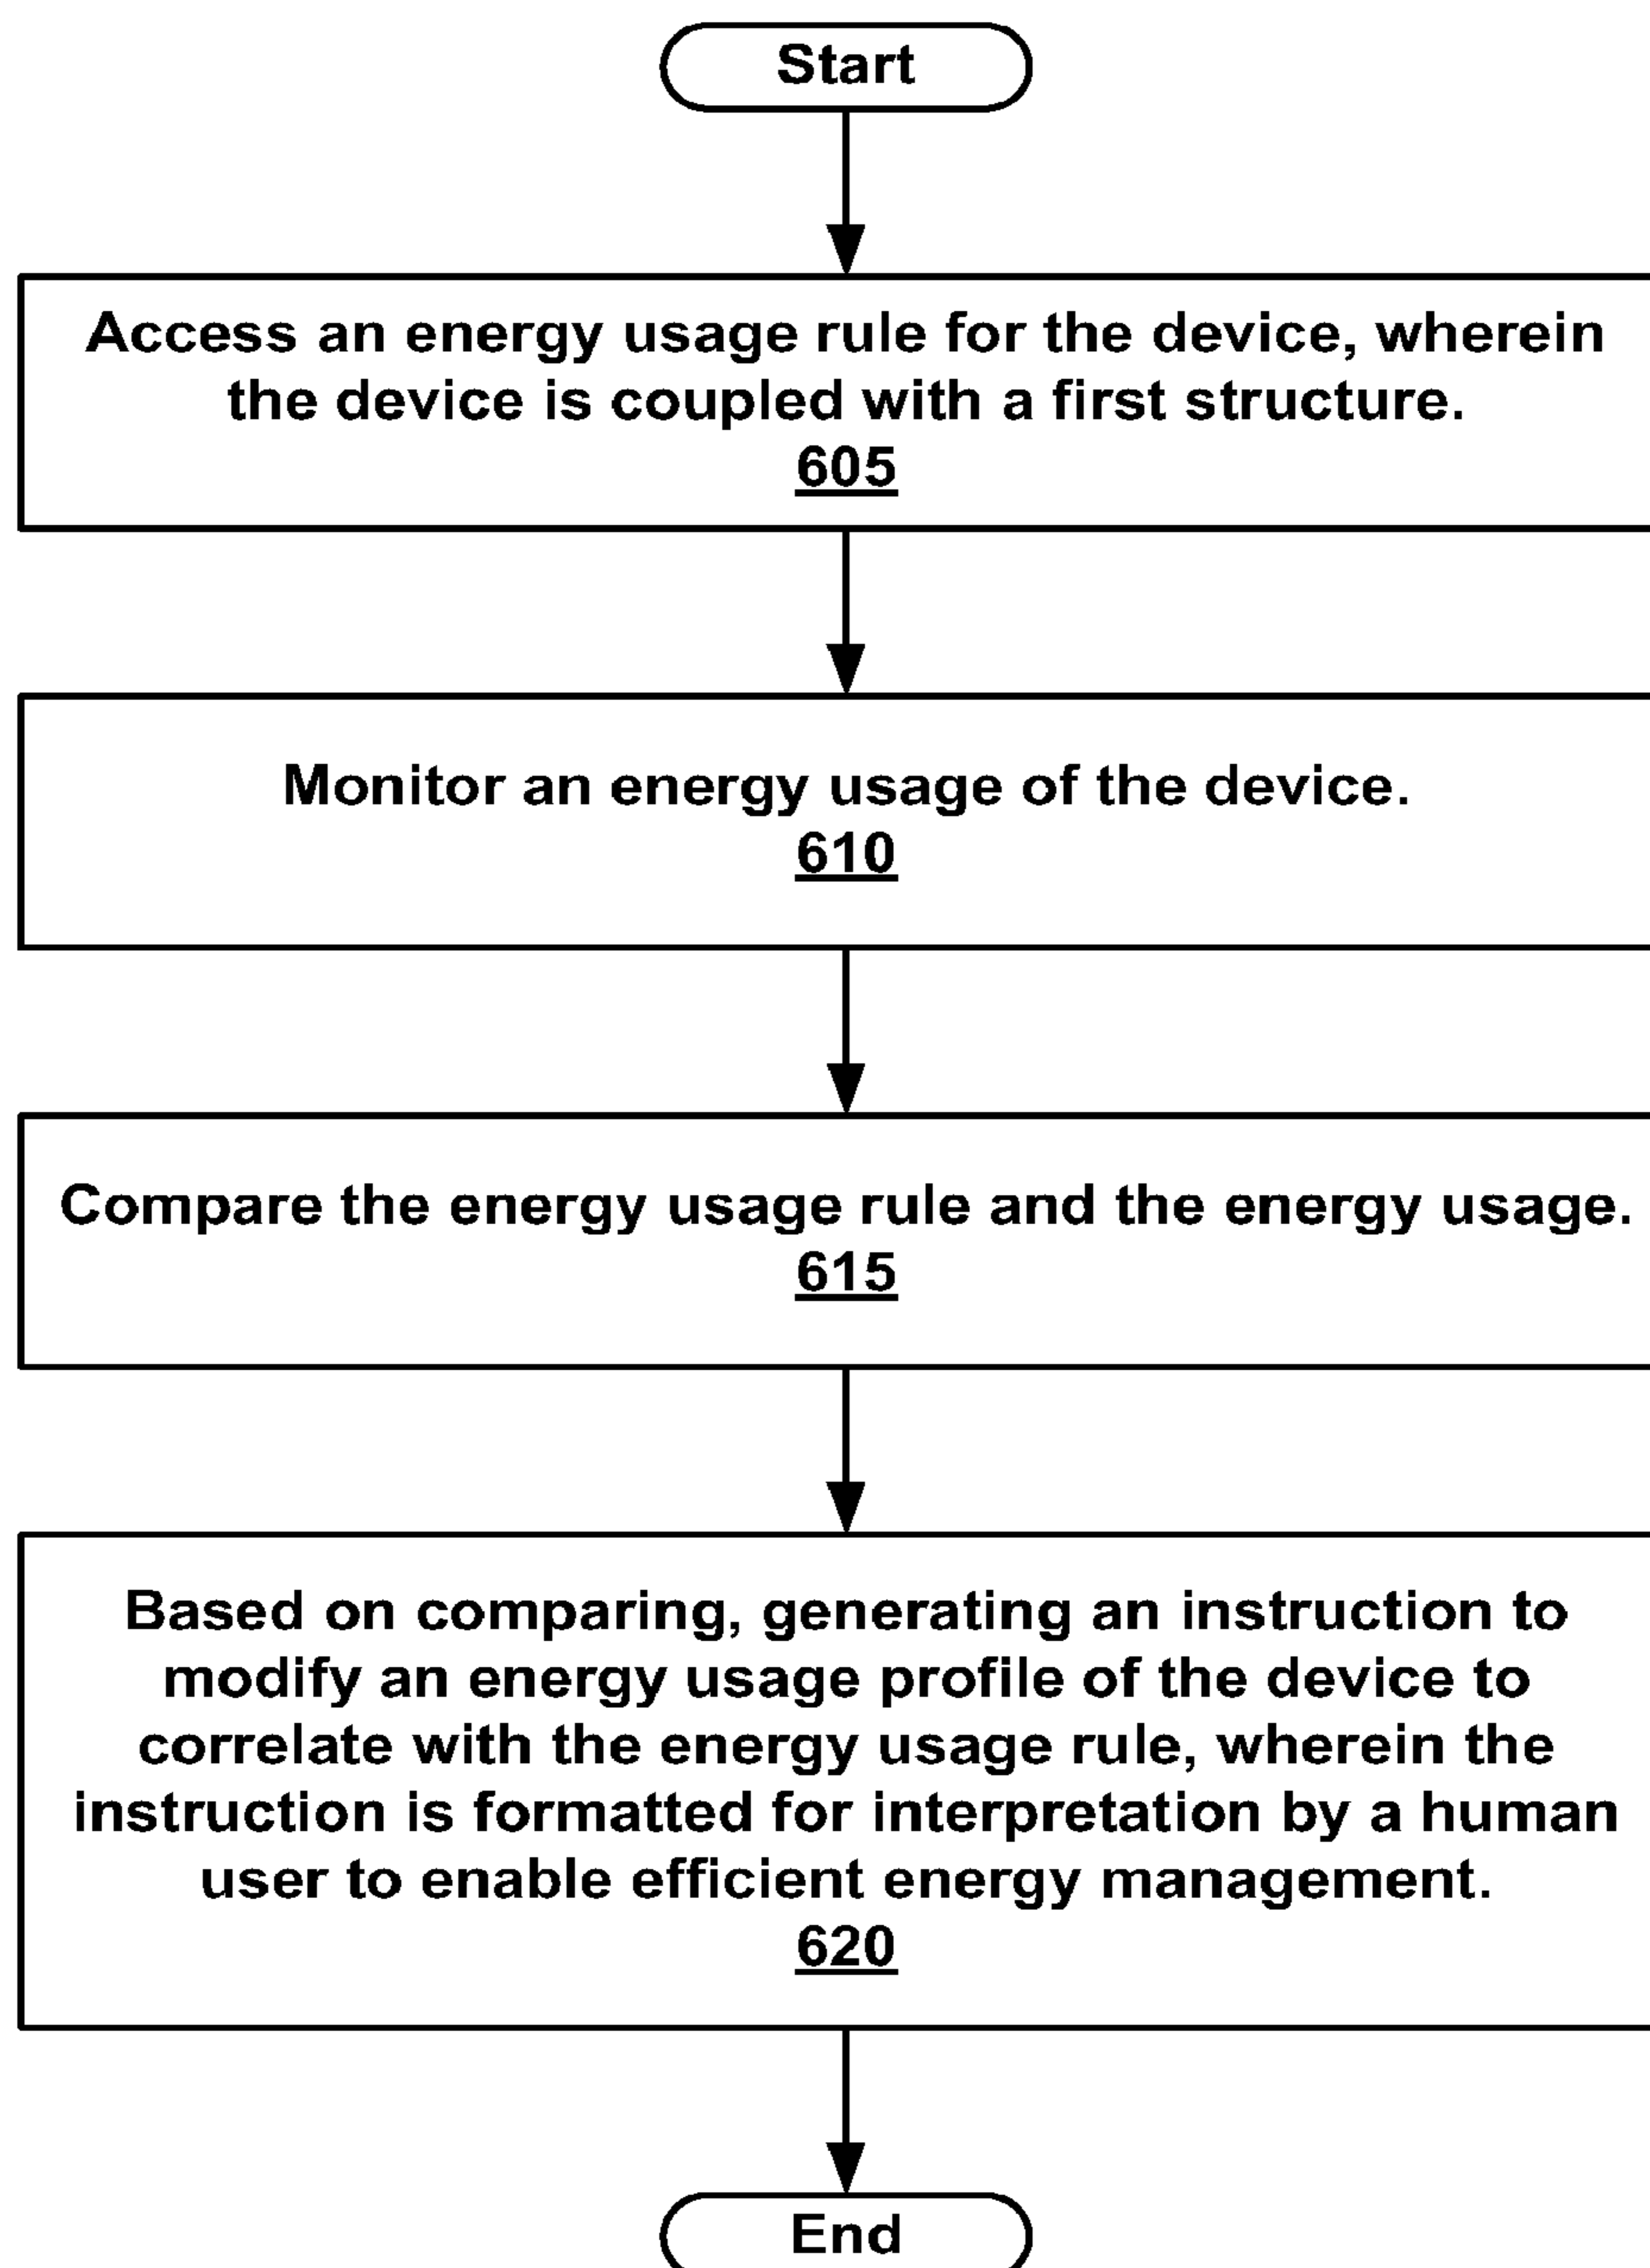 Start
Access an energy usage rule for the device, wherein
the device is coupled with a first structure.
605
Monitor an energy usage of the device.
610
Compare the energy usage rule and the energy usage.
615
Based on comparing, generating an instruction to
modify an energy usage profile of the device to
correlate with the energy usage rule, wherein the
instruction is formatted for interpretation by a human
user to enable efficient energy management.
620
End